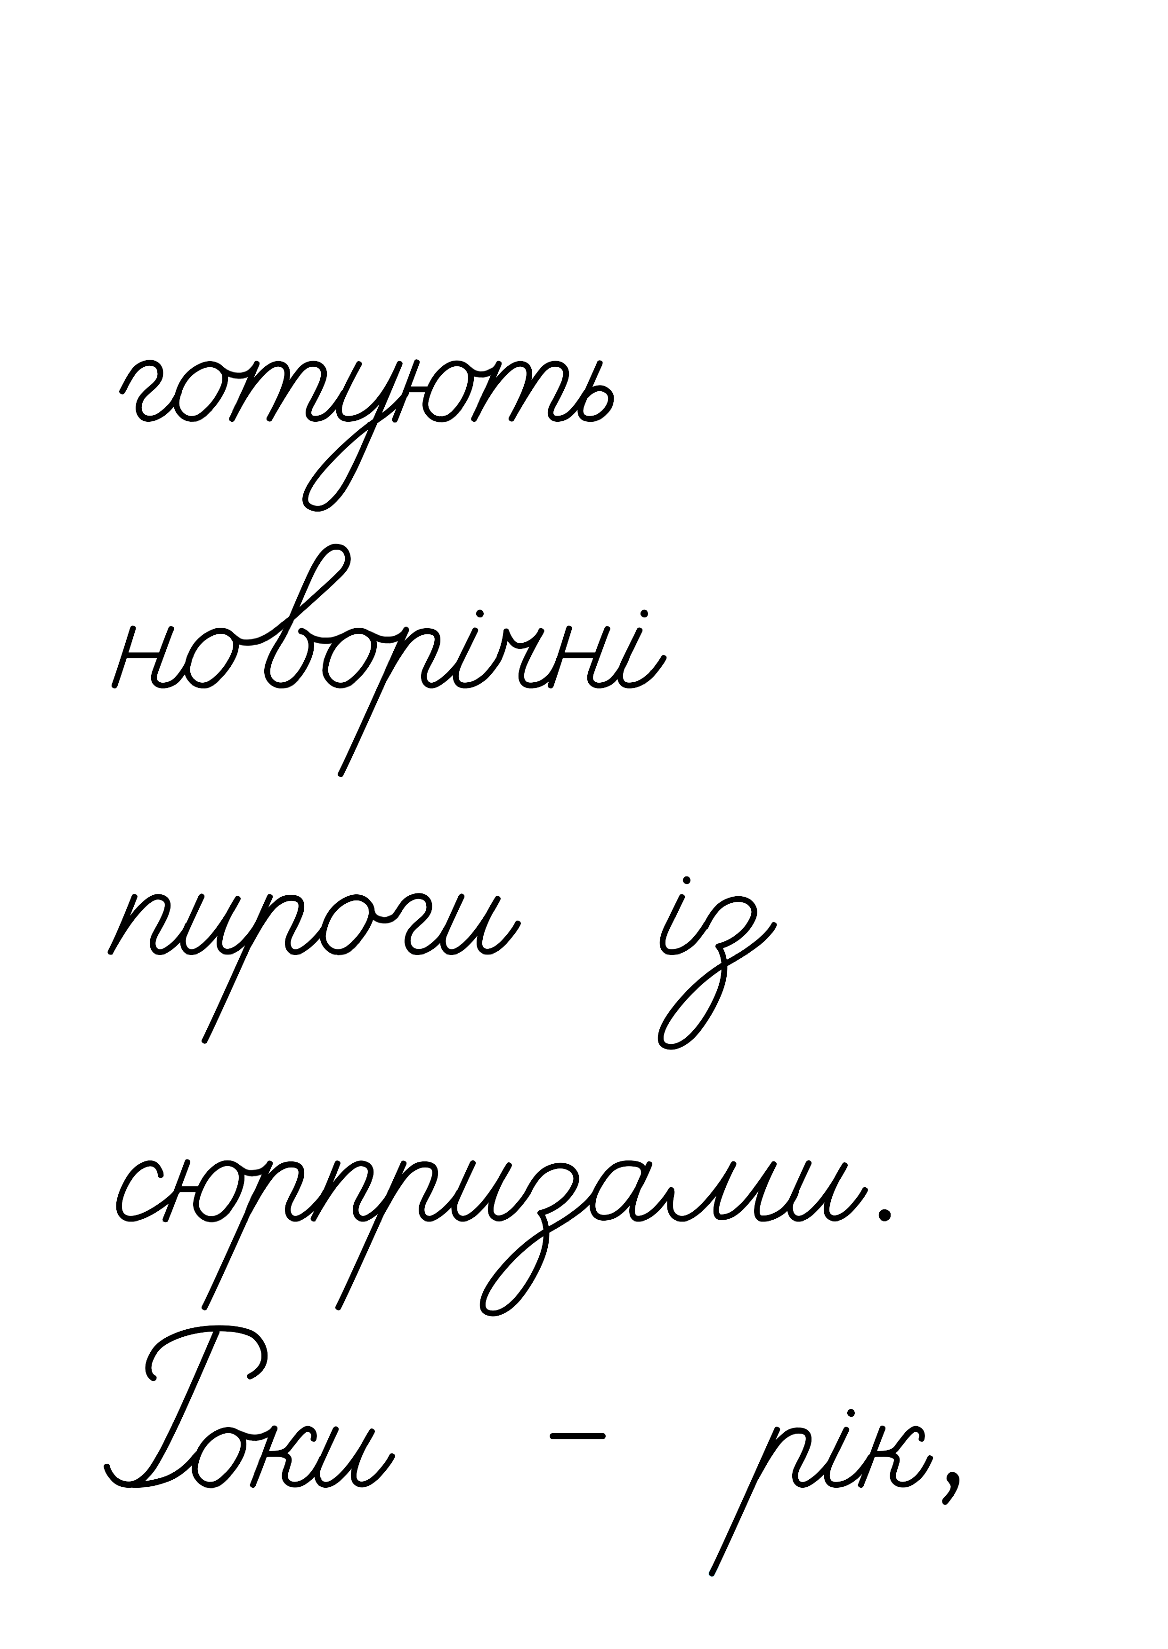 готують
новорічні
пироги із
сюрпризами.
Роки – рік,